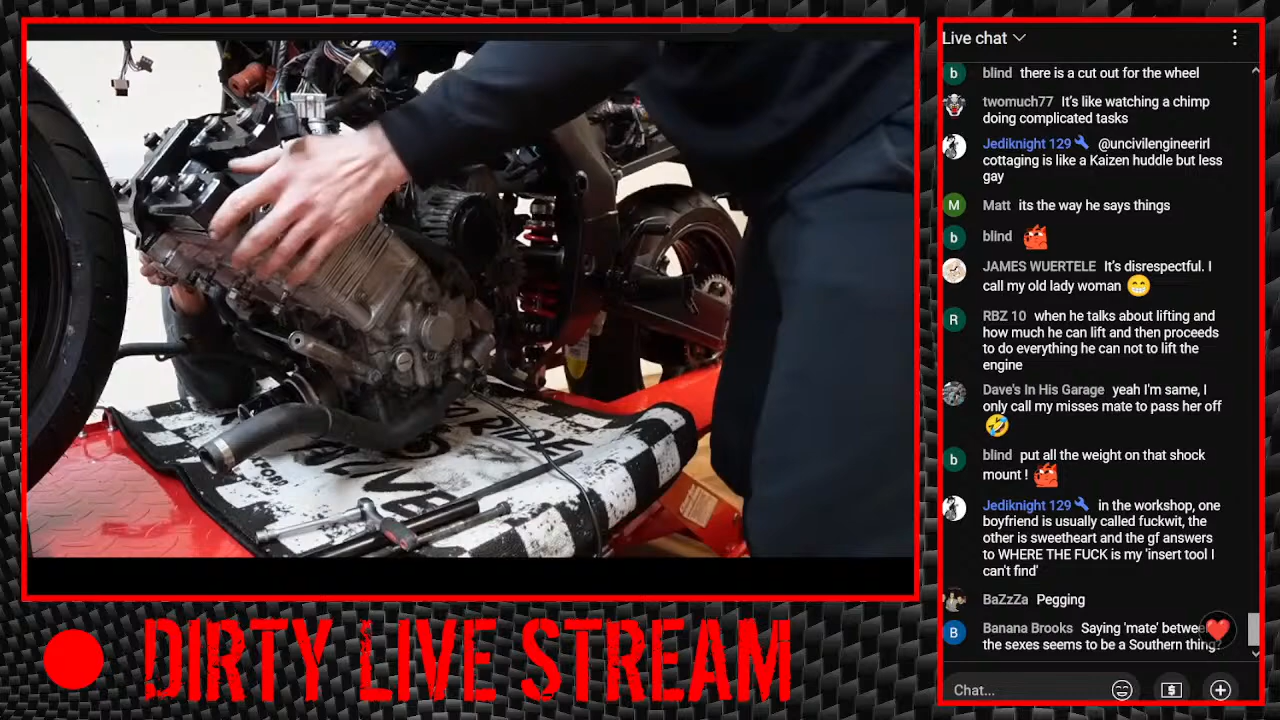 Live chat
blind there is a cut out for the wheel
twomuch77 It's like watching a chimp
doing complicated tasks
Jediknight 129 @uncivilengineerirl
cottaging is like a Kaizen huddle but less
gay
Matt its the way he says things
blind
JAMES WUERTELE It's disrespectful. I
call my old lady woman
RBZ 10 when he talks about lifting and
how much he can lift and then proceeds
to do everything he can not to lift the
engine
Dave's In His Garage yeah I'm same, I
only call my misses mate to pass her off
blind put all the weight on that shock
mount !
Jediknight 129 in the workshop, one
boyfriend is usually called fuckwit, the
other is sweetheart and the gf answers
to WHERE THE FUCK is my 'insert tool I
can't find'
BaZzZa Pegging
Banana Brooks Saying 'mate' between
the sexes seems to be a Southern thing?
Chat...
RIDE
OXFORD
DIRTY LIVE STREAM